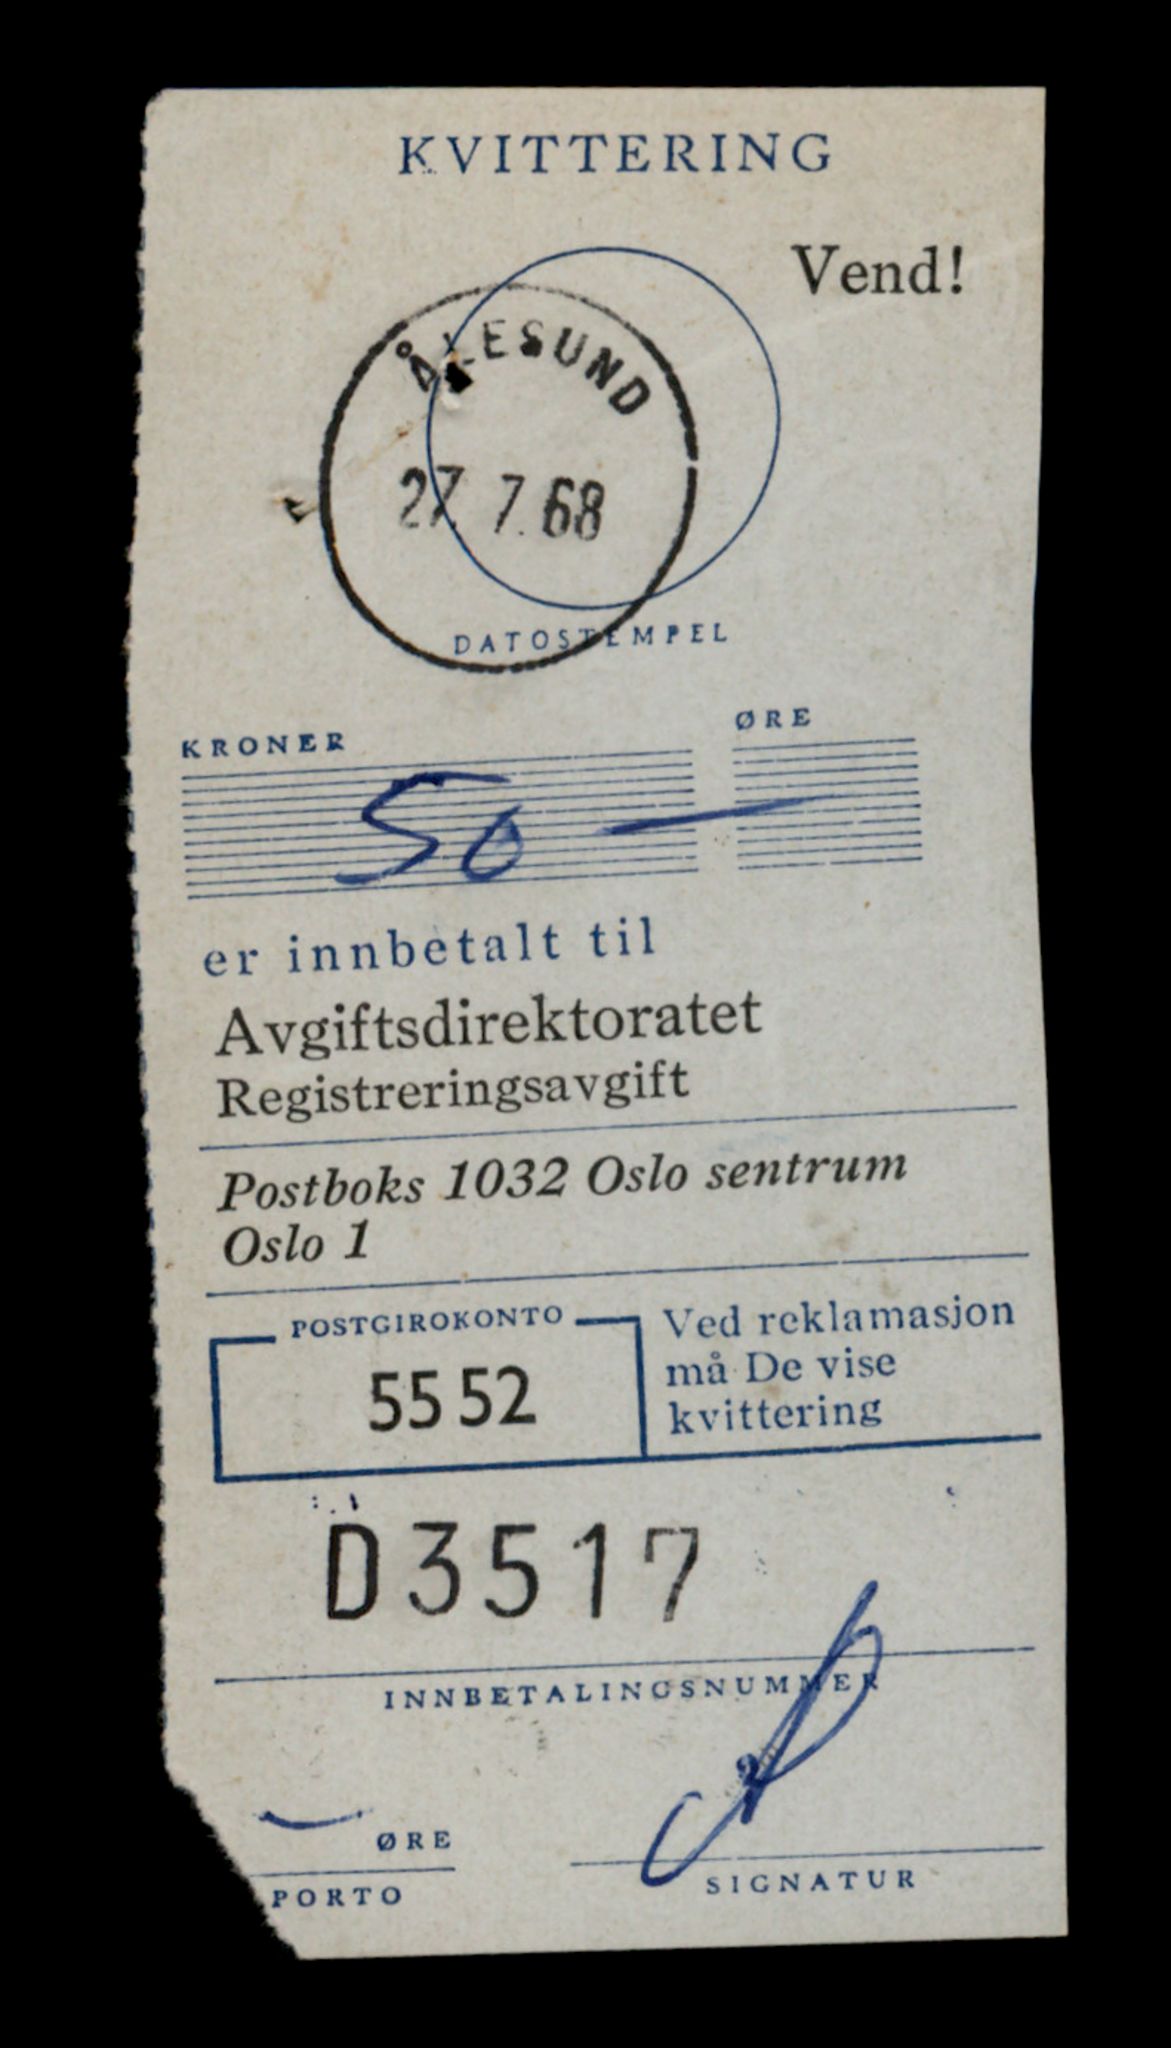 KVITTERING
Vend!
ÅLESUND
27. 7. 68
DATOSTEMPEL
KRONER ØRE
50 —
er innbetalt til
Avgiftsdirektoratet
Registreringsavgift
Postboks 1032 Oslo sentrum
Oslo 1
POSTGIROKONTO
55 52
Ved reklamasjon
må De vise
kvittering
D3517
INNBETALINGSNUMMER
— ØRE
PORTO
SIGNATUR